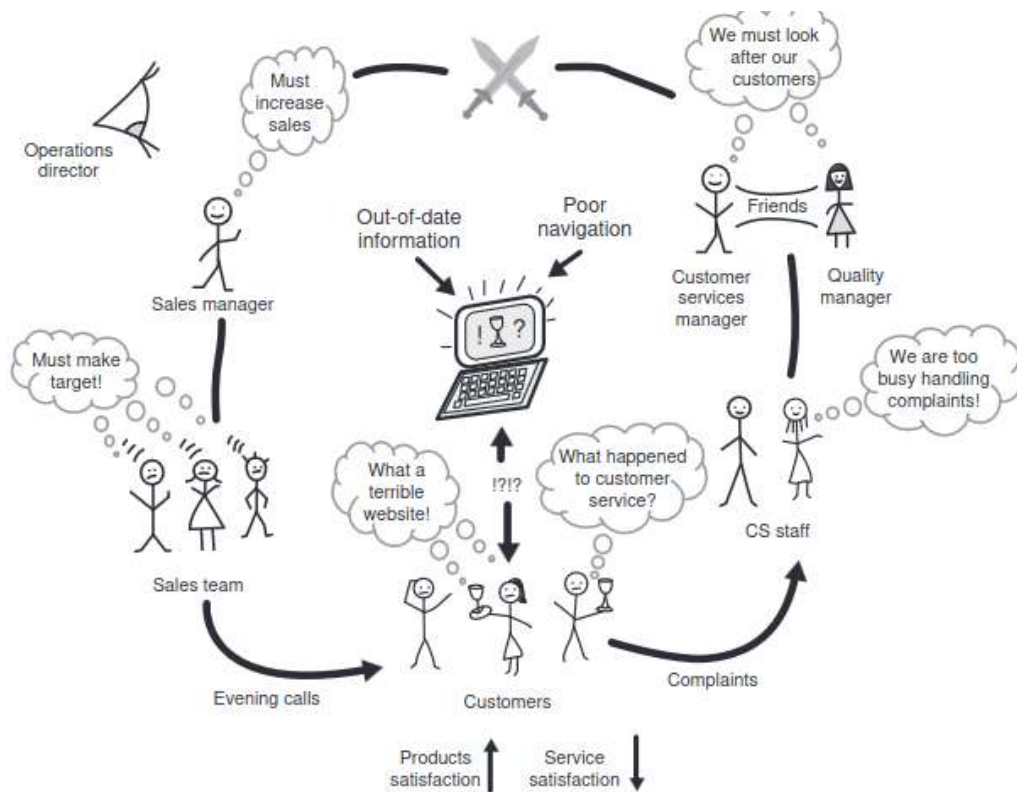 We must look
after our
customers
Must
increase
sales
Operations
director
Friends
Out-of-date
information
Poor
navigation
Sales manager
Customer
services
manager
Quality
manager
! ?
Must make
target!
We are too
busy handling
complaints!
What a
terrible
website!
!?!?
What happened
to customer
service?
CS staff
Sales team
Evening calls
Customers
Complaints
Products
satisfaction
Service
satisfaction